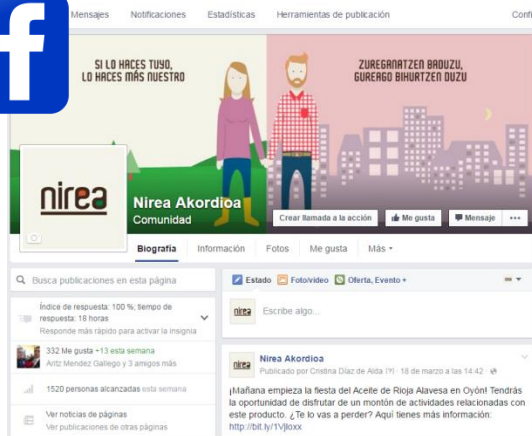 Mensajes Notificaciones Estadísticas Herramientas de publicación Confi
SI LO HACES TUYO,
LO HACES MÁS NUESTRO
ZUREGANATZEN BADUZU,
GUREAGO BIHURTZEN DUZU
nirea
Nirea Akordioa
Comunidad
Crear llamada a la acción Me gusta Mensaje
Biografía Información Fotos Me gusta Más
Busca publicaciones en esta página
Índice de respuesta: 100 %, tiempo de
respuesta: 18 horas
Responde más rápido para activar la insignia
332 Me gusta +13 esta semana
Aritz Mendez Gallego y 3 amigos más
1520 personas alcanzadas esta semana
Ver noticias de páginas
Ver publicaciones de otras páginas
Estado Foto/vídeo Oferta, Evento +
nirea Escribe algo...
nirea Nirea Akordioa
Publicado por Cristina Díaz de Alda [?] · 18 de marzo a las 14:42 ·
¡Mañana empieza la fiesta del Aceite de Rioja Alavesa en Oyón! Tendrás
la oportunidad de disfrutar de un montón de actividades relacionadas con
este producto. ¿Te lo vas a perder? Aquí tienes más información:
http://bit.ly/1Vjloxx